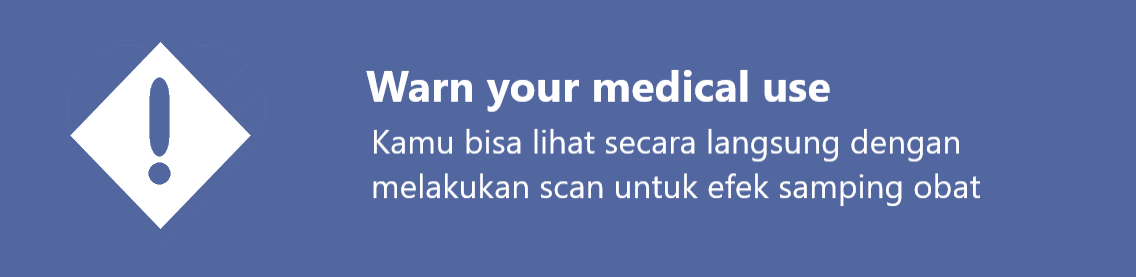 Warn your medical use
Kamu bisa lihat secara langsung dengan
melakukan scan untuk efek samping obat